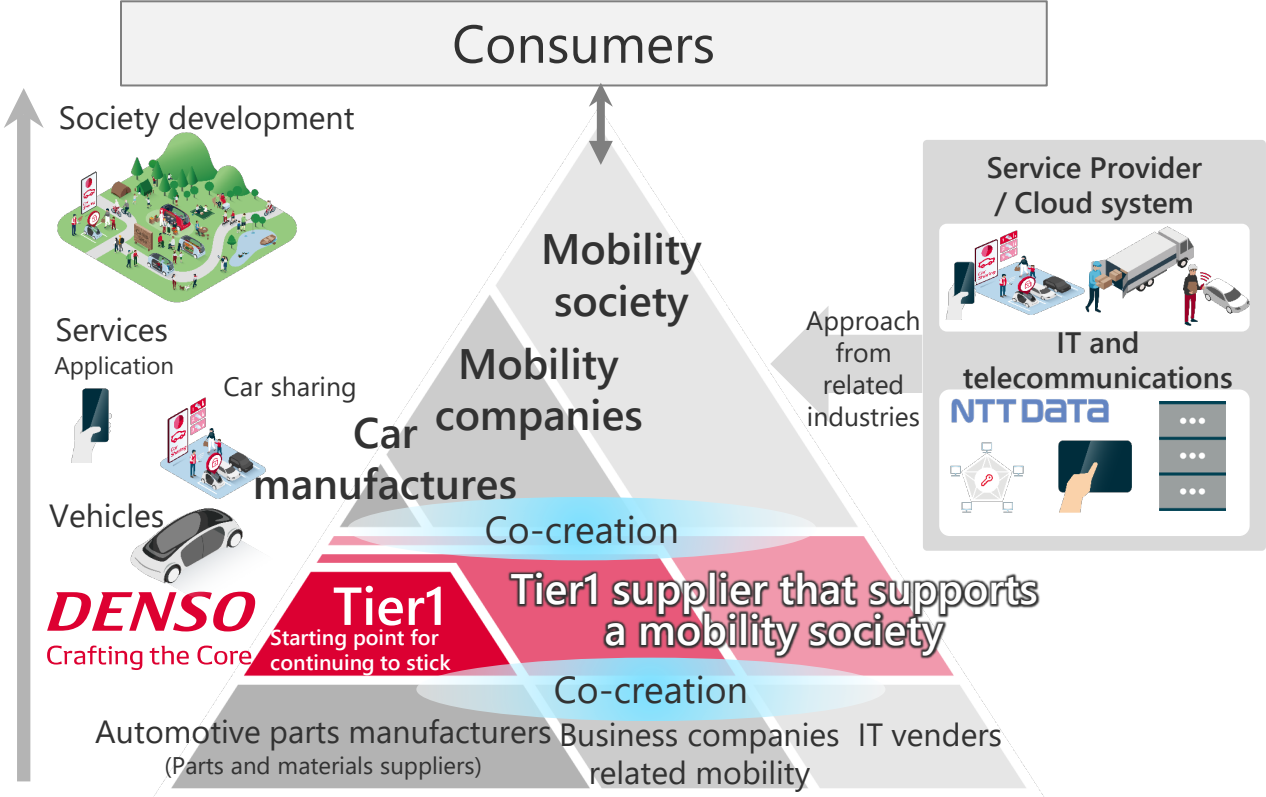 Consumers
Society development
Services
Application
Car sharing
Vehicles
DENSO
Crafting the Core
Mobility
society
Mobility
companies
Car
manufactures
Co-creation
Tier1
Starting point for
continuing to stick
Tier1 supplier that supports
a mobility society
Co-creation
Automotive parts manufacturers
(Parts and materials suppliers)
Business companies
related mobility
IT venders
Approach
from
related
industries
Service Provider
/ Cloud system
Car
Sharing
IT and
telecommunications
NTT DATA